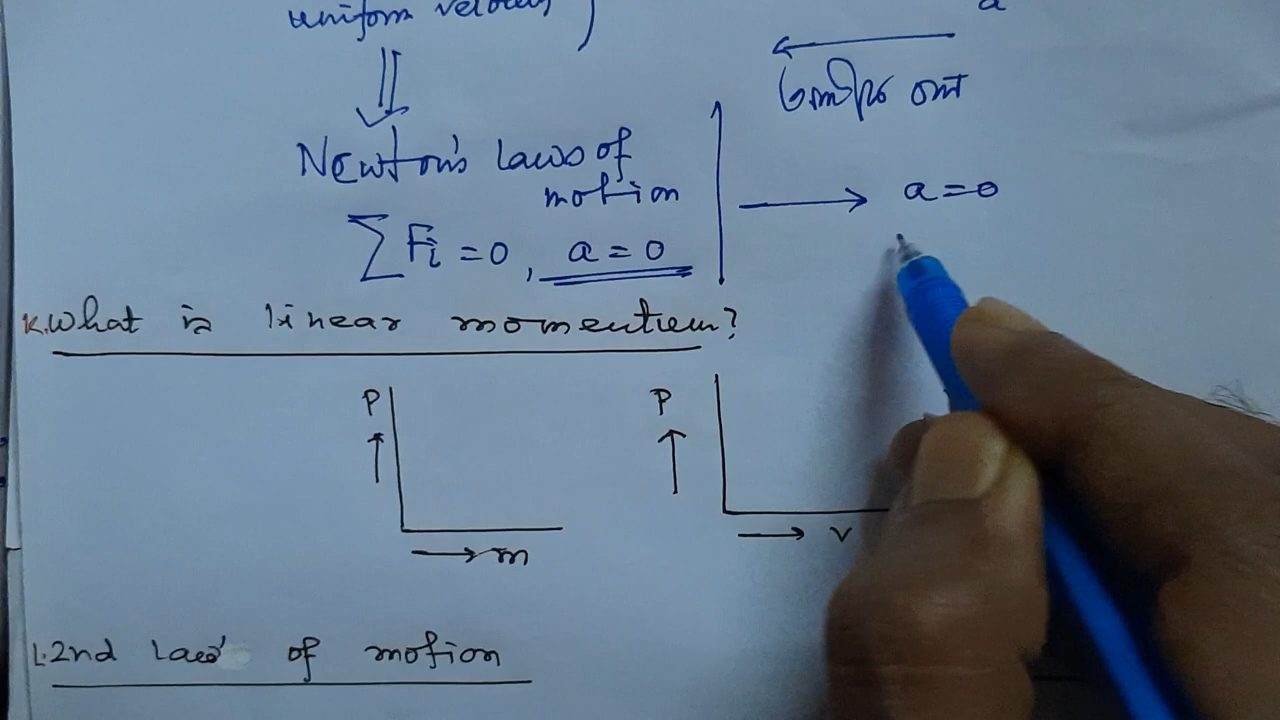 uniform velocity )
a
Newton's laws of
motion
a=0
∑Fi =0, a = 0
K.What is linear momentum?
P
P
m
v
L.2nd Law of motion